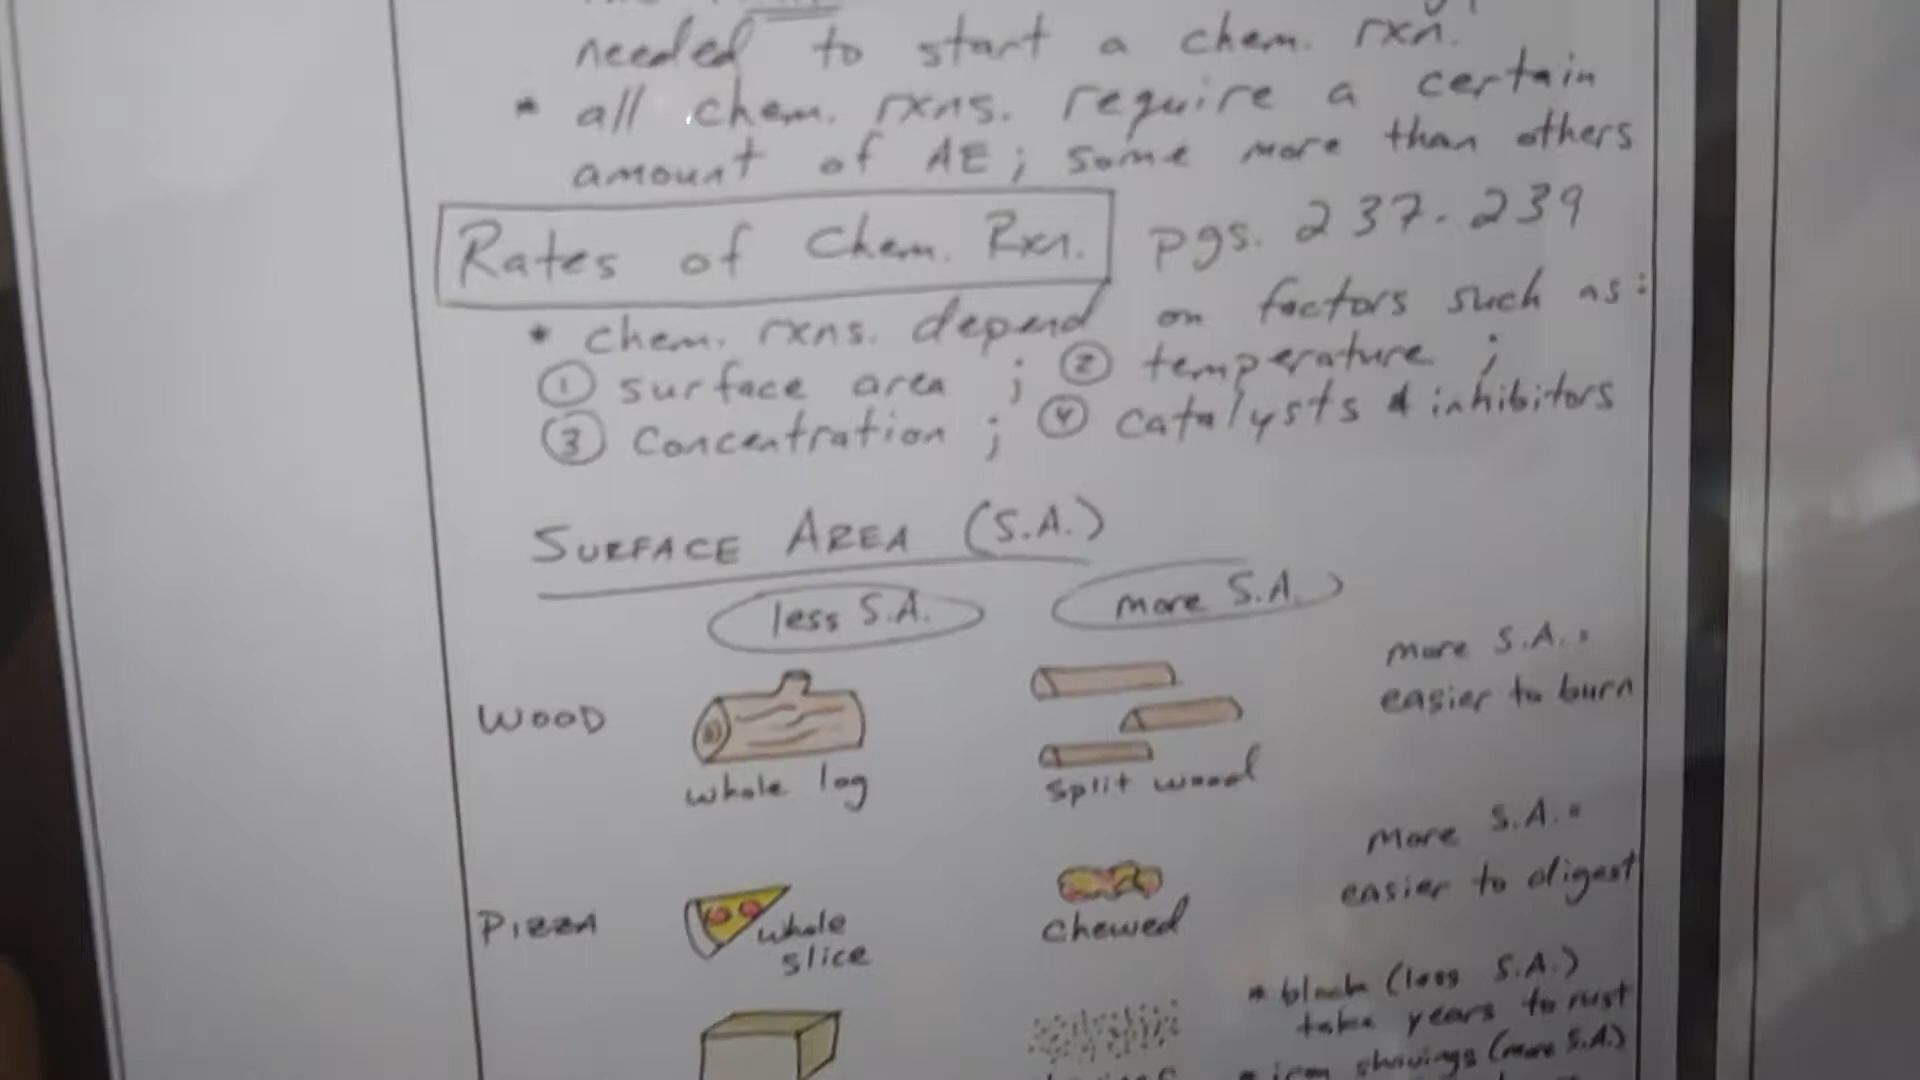 needed to start a chem. rxn.
* all chem. rxns. require a certain
amount of AE; some more than others
Rates of Chem. Rxn. pgs. 237-239
* chem. rxns. depend on factors such as:
① surface area ; ② temperature ;
③ Concentration ; ④ catalysts & inhibitors
SURFACE AREA (S.A.)
less S.A. more S.A.
more S.A. =
WOOD easier to burn
whole log split wood
more S.A. =
easier to digest
PIZZA whole slice chewed
* block (less S.A.)
take years to rust
* iron shavings (more S.A.)